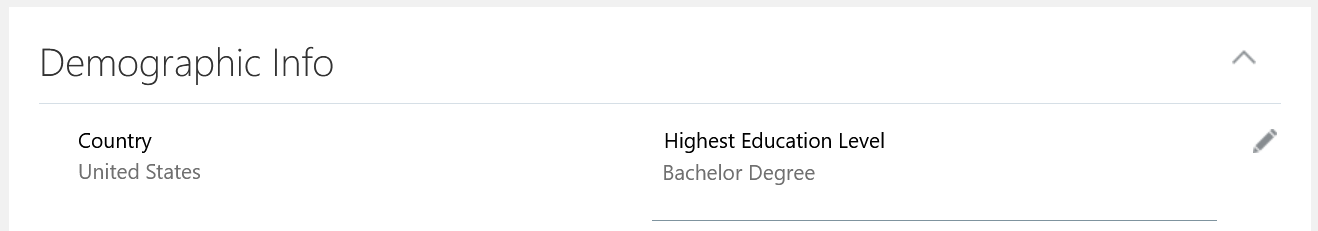 Demographic Info
Country
United States
Highest Education Level
Bachelor Degree